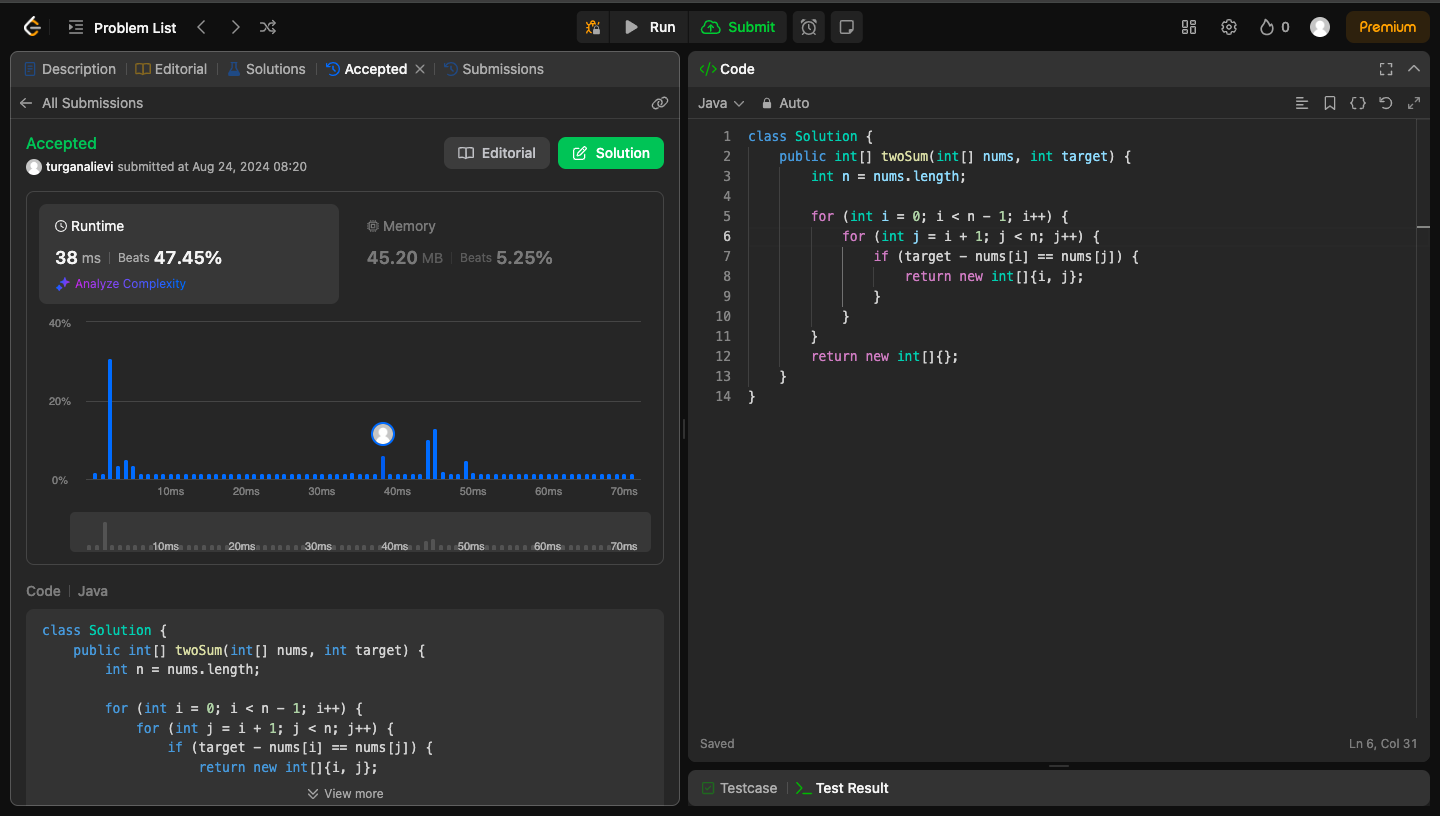 Problem List
Run
Submit
0
Premium
Description
Editorial
Solutions
Accepted
Submissions
All Submissions
Accepted
turganalievi submitted at Aug 24, 2024 08:20
Editorial
Solution
Runtime
38 ms | Beats 47.45%
Analyze Complexity
Memory
45.20 MB | Beats 5.25%
40%
20%
0%
10ms 20ms 30ms 40ms 50ms 60ms 70ms
10ms 20ms 30ms 40ms 50ms 60ms 70ms
Code | Java
class Solution {
    public int[] twoSum(int[] nums, int target) {
        int n = nums.length;
        for (int i = 0; i < n - 1; i++) {
            for (int j = i + 1; j < n; j++) {
                if (target - nums[i] == nums[j]) {
                    return new int[]{i, j};
View more
</> Code
Java
Auto
1 class Solution {
2     public int[] twoSum(int[] nums, int target) {
3         int n = nums.length;
4
5         for (int i = 0; i < n - 1; i++) {
6             for (int j = i + 1; j < n; j++) {
7                 if (target - nums[i] == nums[j]) {
8                     return new int[]{i, j};
9                 }
10             }
11         }
12         return new int[]{};
13     }
14 }
Saved
Ln 6, Col 31
Testcase
Test Result